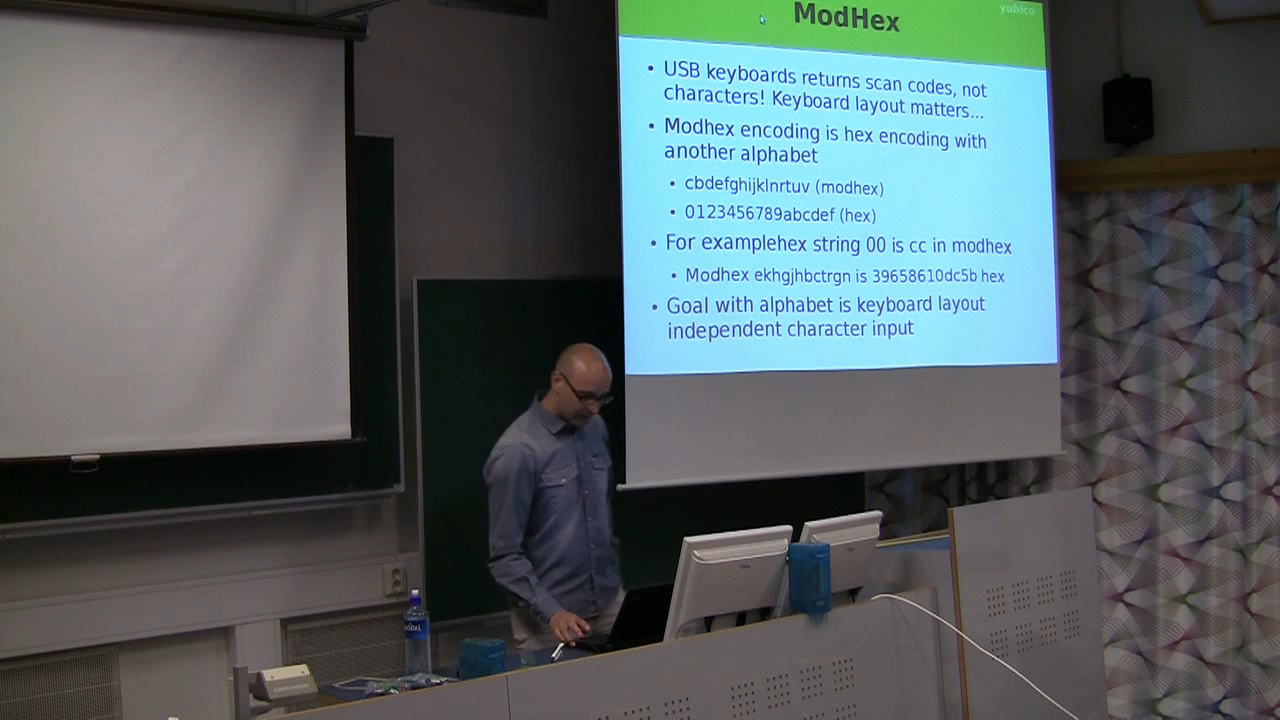 yubico
ModHex
• USB keyboards returns scan codes, not
characters! Keyboard layout matters...
• Modhex encoding is hex encoding with
another alphabet
• cbdefghijklnrtuv (modhex)
• 0123456789abcdef (hex)
• For examplehex string 00 is cc in modhex
• Modhex ekhgjhbctrgn is 39658610dc5b hex
• Goal with alphabet is keyboard layout
independent character input